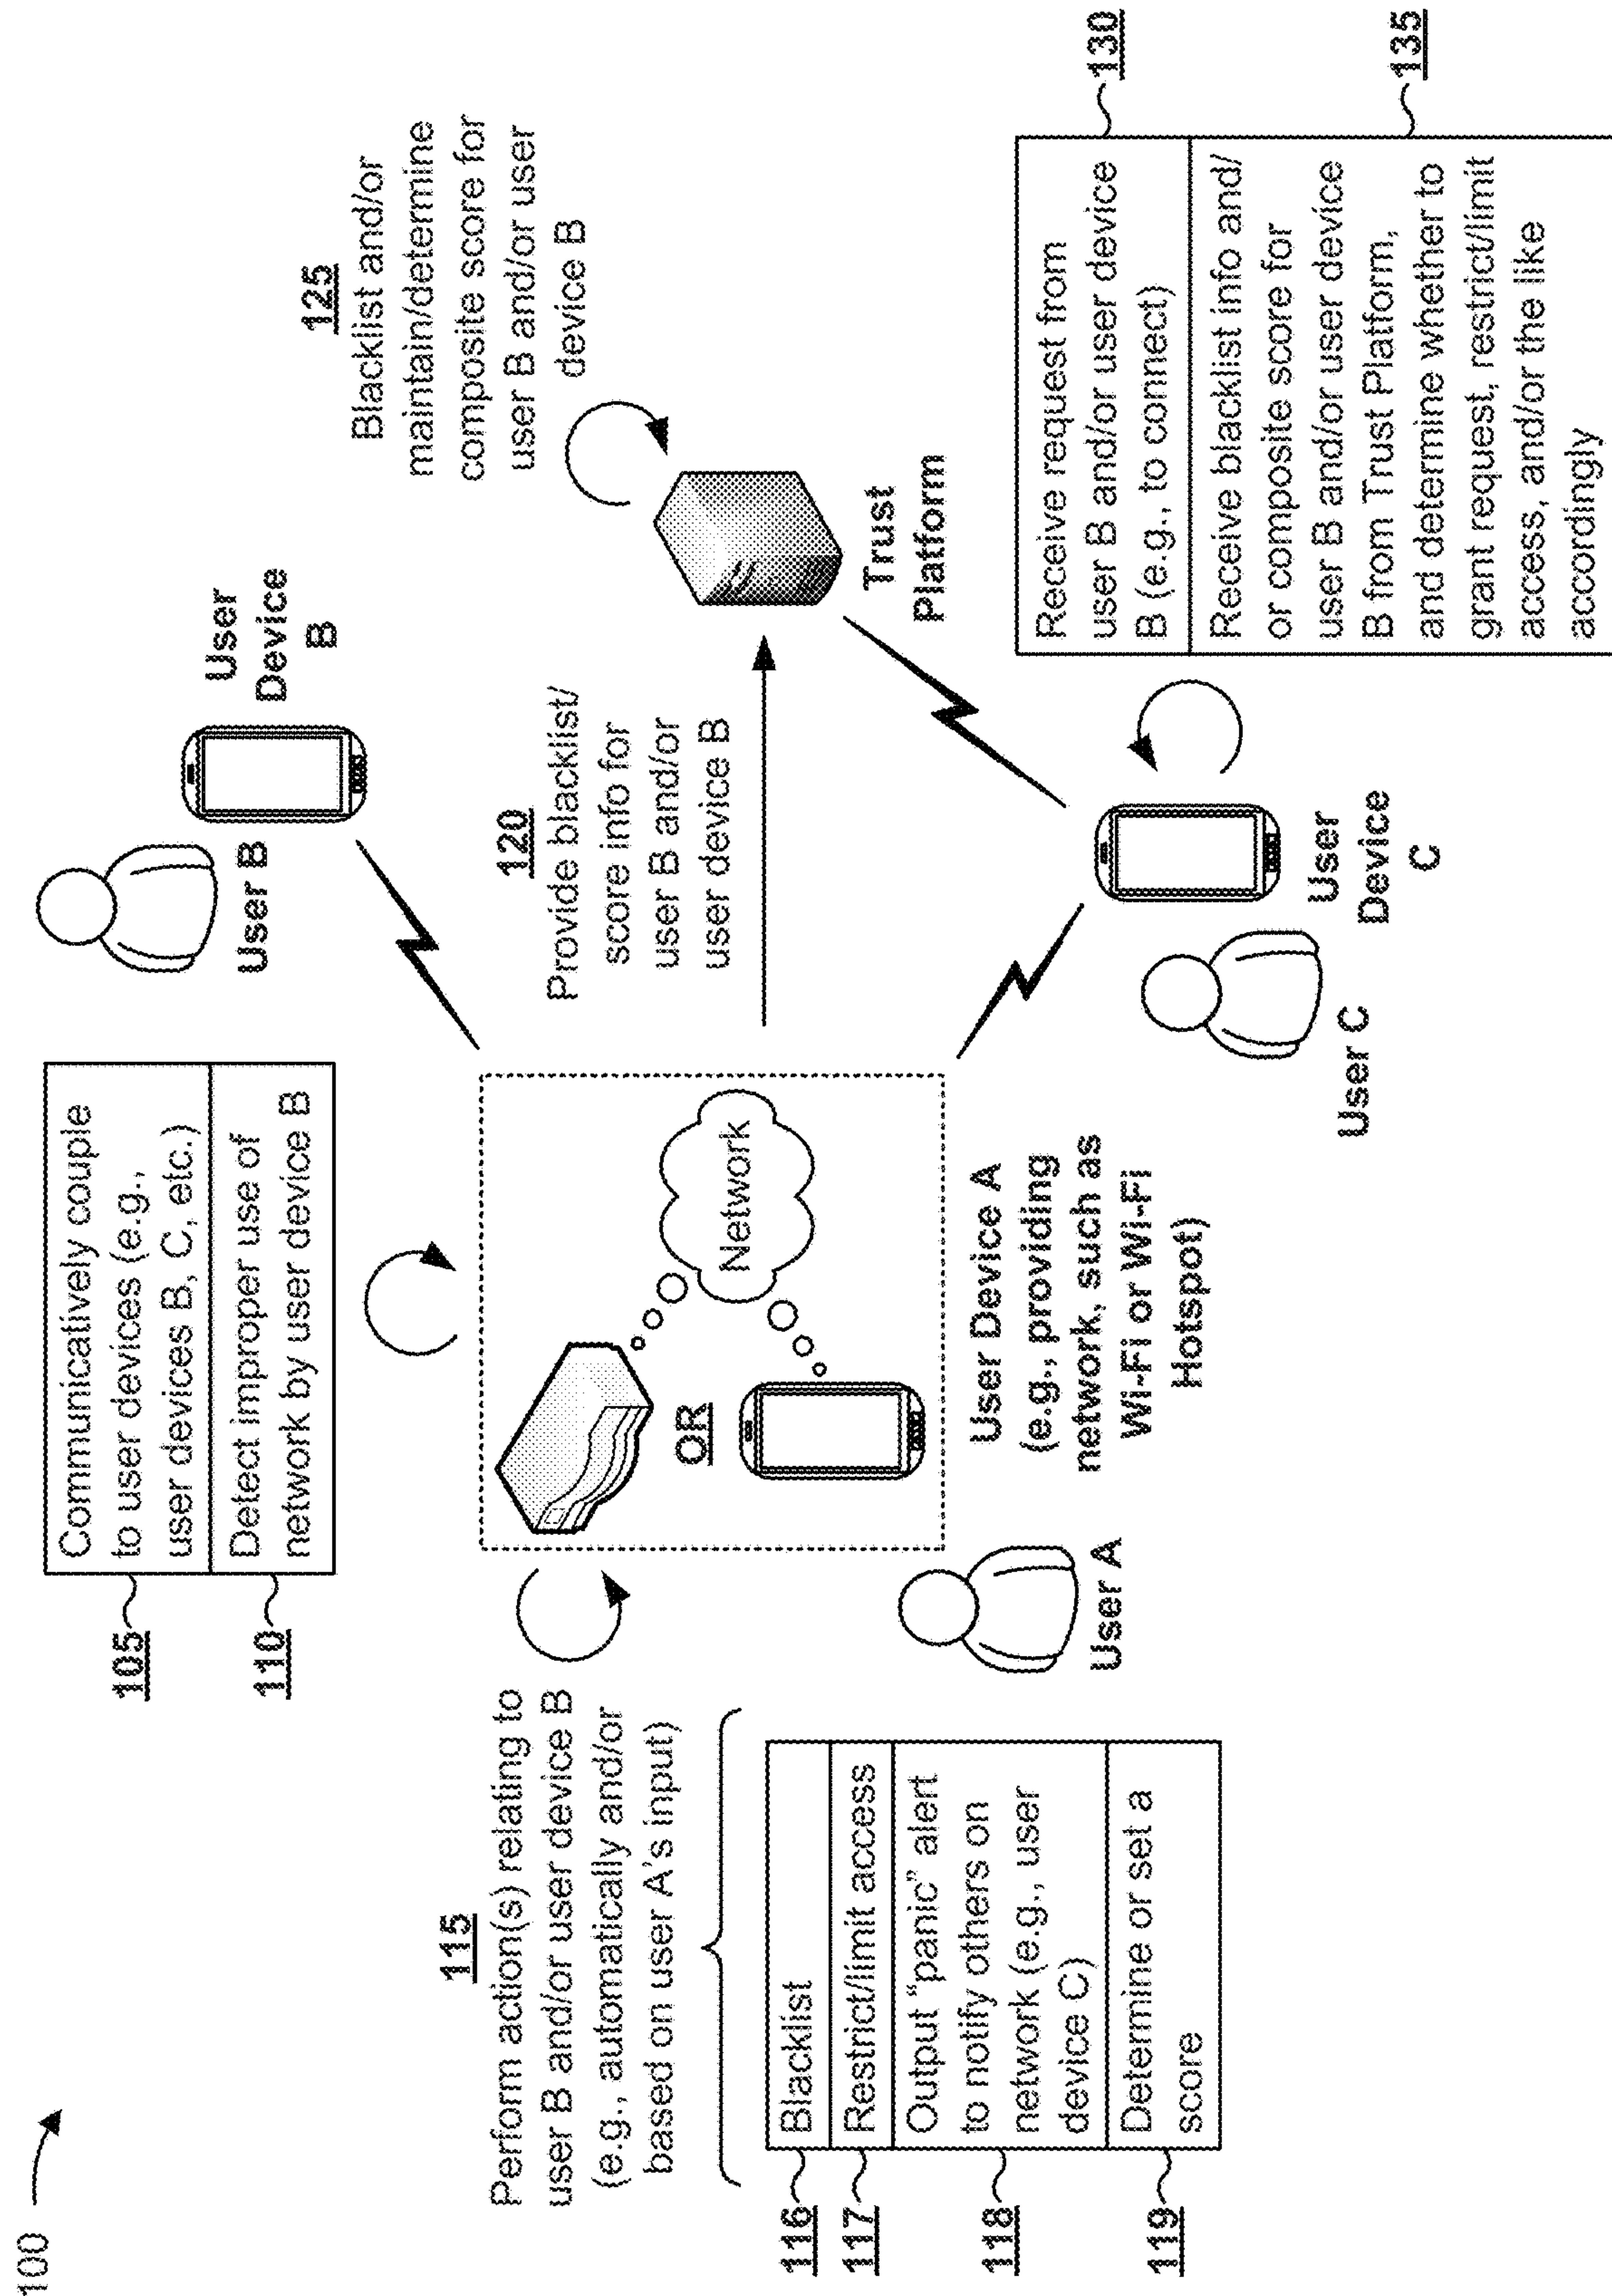 100
105
Communicatively couple
to user devices (e.g.,
user devices B, C, etc.)
110
Detect improper use of
network by user device B
User B
User
Device
B
125
Blacklist and/or
maintain/determine
composite score for
user B and/or user
device B
115
Perform action(s) relating to
user B and/or user device B
(e.g., automatically and/or
based on user A's input)
116
Blacklist
117
Restrict/limit access
118
Output “panic” alert
to notify others on
network (e.g., user
device C)
119
Determine or set a
score
OR
Network
User Device A
(e.g., providing
network, such as
Wi-Fi or Wi-Fi
Hotspot)
User A
120
Provide blacklist/
score info for
user B and/or
user device B
Trust
Platform
User C
User
Device
C
130
Receive request from
user B and/or user device
B (e.g., to connect)
135
Receive blacklist info and/
or composite score for
user B and/or user device
B from Trust Platform,
and determine whether to
grant request, restrict/limit
access, and/or the like
accordingly